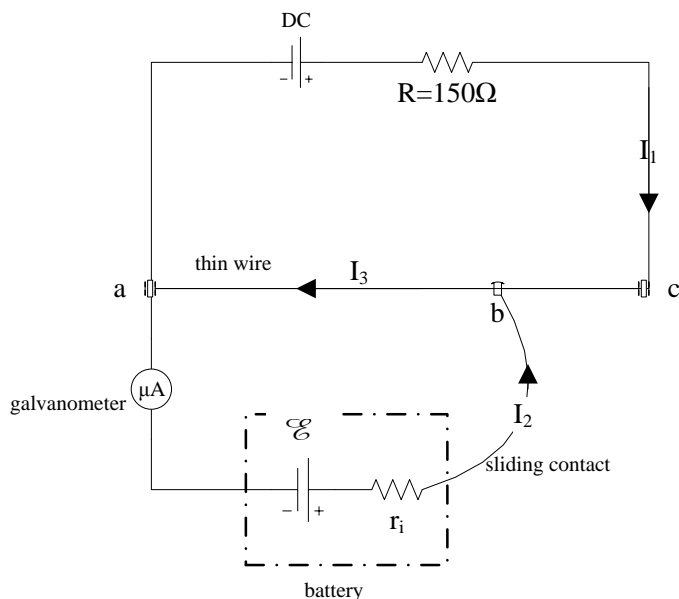 DC
- +
R=150Ω
I1
thin wire
I3
a
b
c
μA
galvanometer
ℰ
I2
sliding contact
- +
ri
battery